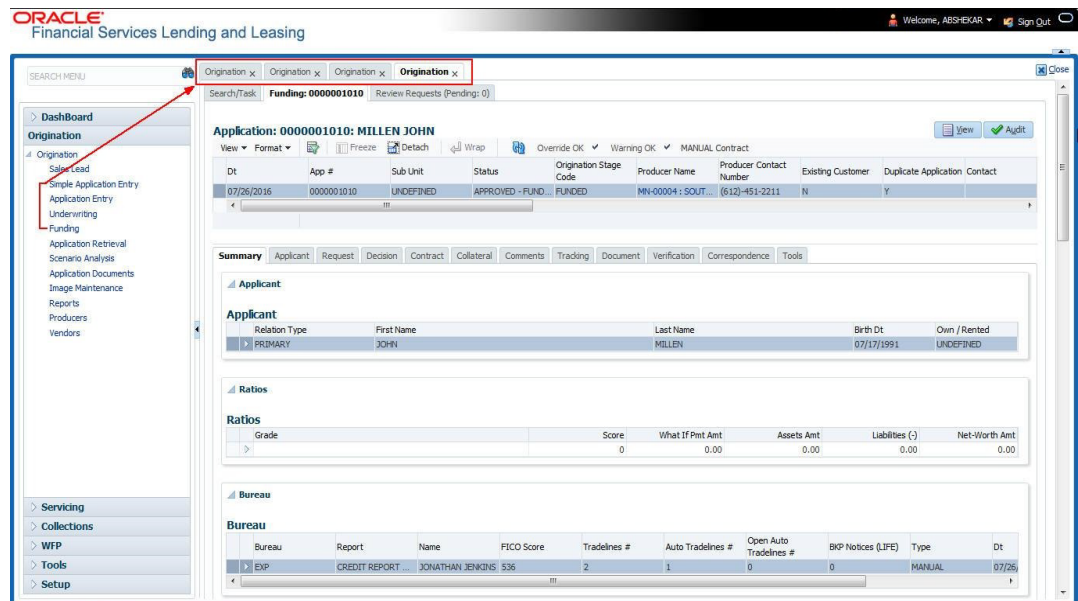 ORACLE®
Financial Services Lending and Leasing
Welcome, ABSHEKAR
Sign Out
SEARCH MENU
Origination x Origination x Origination x Origination x
Close
Search/Task Funding: 0000001010 Review Requests (Pending: 0)
DashBoard
Origination
Origination
Sales Lead
Simple Application Entry
Application Entry
Underwriting
Funding
Application Retrieval
Scenario Analysis
Application Documents
Image Maintenance
Reports
Producers
Vendors
Servicing
Collections
WFP
Tools
Setup
Application: 0000001010: MILLEN JOHN
View Audit
View Format Freeze Detach Wrap Override OK Warning OK MANUAL Contract
Dt App # Sub Unit Status Origination Stage Code Producer Name Producer Contact Number Existing Customer Duplicate Application Contact
07/26/2016 0000001010 UNDEFINED APPROVED - FUND... FUNDED MN-00004 : SOUT... (612)-451-2211 N Y
Summary Applicant Request Decision Contract Collateral Comments Tracking Document Verification Correspondence Tools
Applicant
Applicant
Relation Type First Name Last Name Birth Dt Own / Rented
PRIMARY JOHN MILLEN 07/17/1991 UNDEFINED
Ratios
Ratios
Grade Score What If Pmt Amt Assets Amt Liabilities (-) Net-Worth Amt
0 0.00 0.00 0.00 0.00
Bureau
Bureau
Bureau Report Name FICO Score Tradelines # Auto Tradelines # Open Auto Tradelines # BKP Notices (LIFE) Type Dt
EXP CREDIT REPORT ... JONATHAN JENKINS 536 2 1 0 0 MANUAL 07/26/